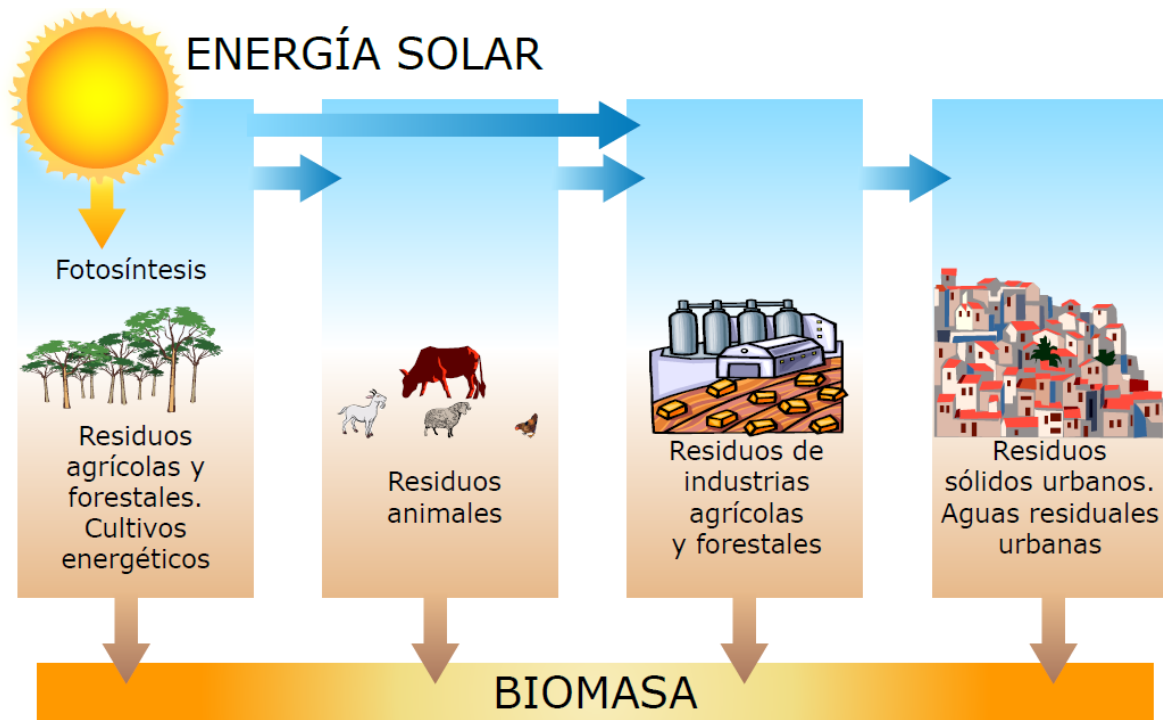 ENERGÍA SOLAR
Fotosíntesis
Residuos
agrícolas y
forestales.
Cultivos
energéticos
Residuos
animales
Residuos de
industrias
agrícolas
y forestales
Residuos
sólidos urbanos.
Aguas residuales
urbanas
BIOMASA